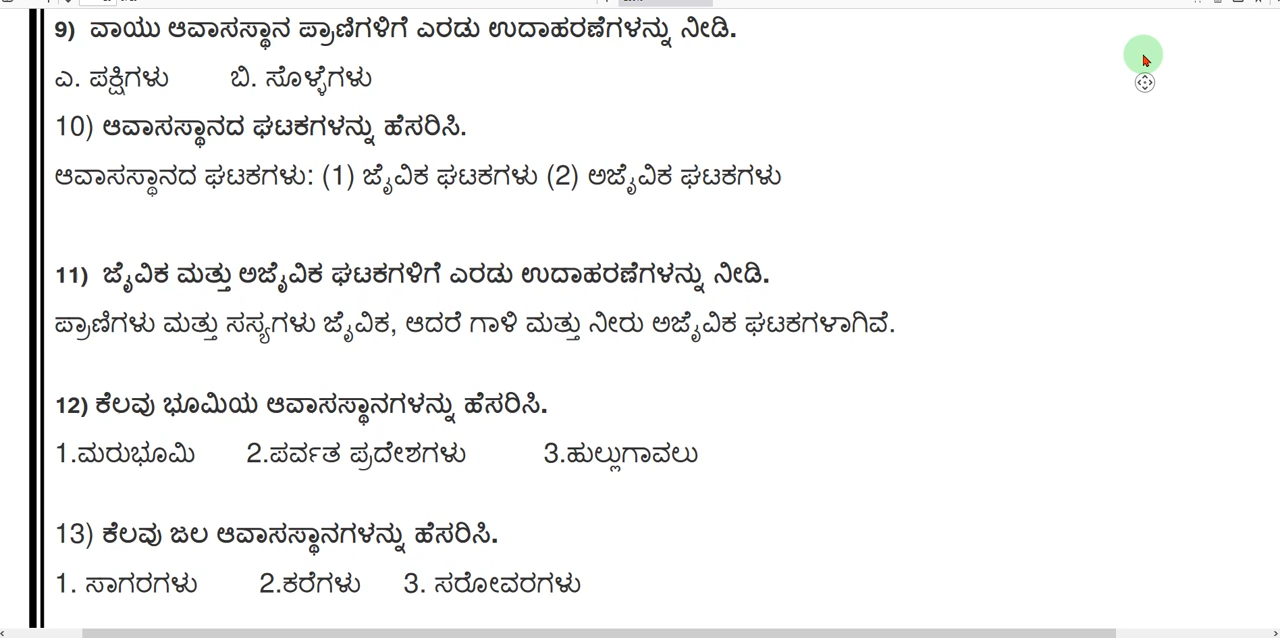 9) ವಾಯು ಆವಾಸಸ್ಥಾನ ಪ್ರಾಣಿಗಳಿಗೆ ಎರಡು ಉದಾಹರಣೆಗಳನ್ನು ನೀಡಿ.
ಎ. ಪಕ್ಷಿಗಳು ಬಿ. ಸೊಳ್ಳೆಗಳು
10) ಆವಾಸಸ್ಥಾನದ ಘಟಕಗಳನ್ನು ಹೆಸರಿಸಿ.
ಆವಾಸಸ್ಥಾನದ ಘಟಕಗಳು: (1) ಜೈವಿಕ ಘಟಕಗಳು (2) ಅಜೈವಿಕ ಘಟಕಗಳು
11) ಜೈವಿಕ ಮತ್ತು ಅಜೈವಿಕ ಘಟಕಗಳಿಗೆ ಎರಡು ಉದಾಹರಣೆಗಳನ್ನು ನೀಡಿ.
ಪ್ರಾಣಿಗಳು ಮತ್ತು ಸಸ್ಯಗಳು ಜೈವಿಕ, ಆದರೆ ಗಾಳಿ ಮತ್ತು ನೀರು ಅಜೈವಿಕ ಘಟಕಗಳಾಗಿವೆ.
12) ಕೆಲವು ಭೂಮಿಯ ಆವಾಸಸ್ಥಾನಗಳನ್ನು ಹೆಸರಿಸಿ.
1.ಮರುಭೂಮಿ 2.ಪರ್ವತ ಪ್ರದೇಶಗಳು 3.ಹುಲ್ಲುಗಾವಲು
13) ಕೆಲವು ಜಲ ಆವಾಸಸ್ಥಾನಗಳನ್ನು ಹೆಸರಿಸಿ.
1. ಸಾಗರಗಳು 2.ಕರೆಗಳು 3. ಸರೋವರಗಳು